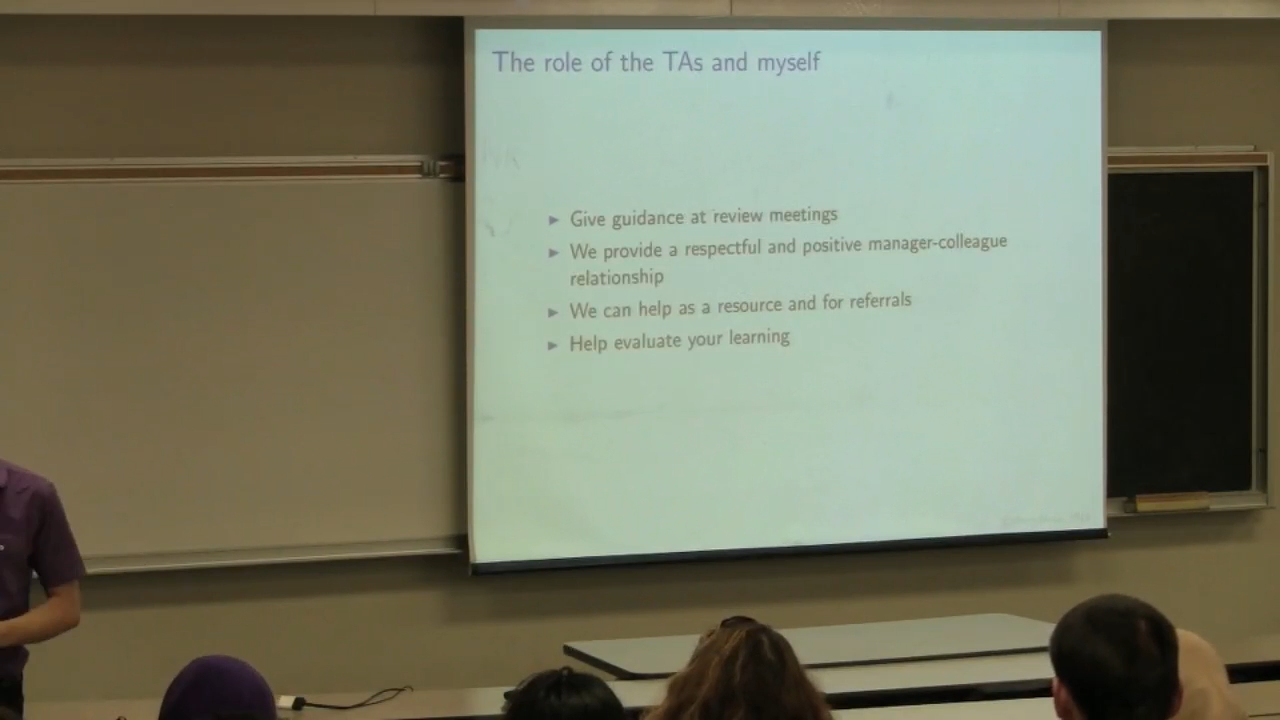 The role of the TAs and myself
▶ Give guidance at review meetings
▶ We provide a respectful and positive manager-colleague
relationship
▶ We can help as a resource and for referrals
▶ Help evaluate your learning